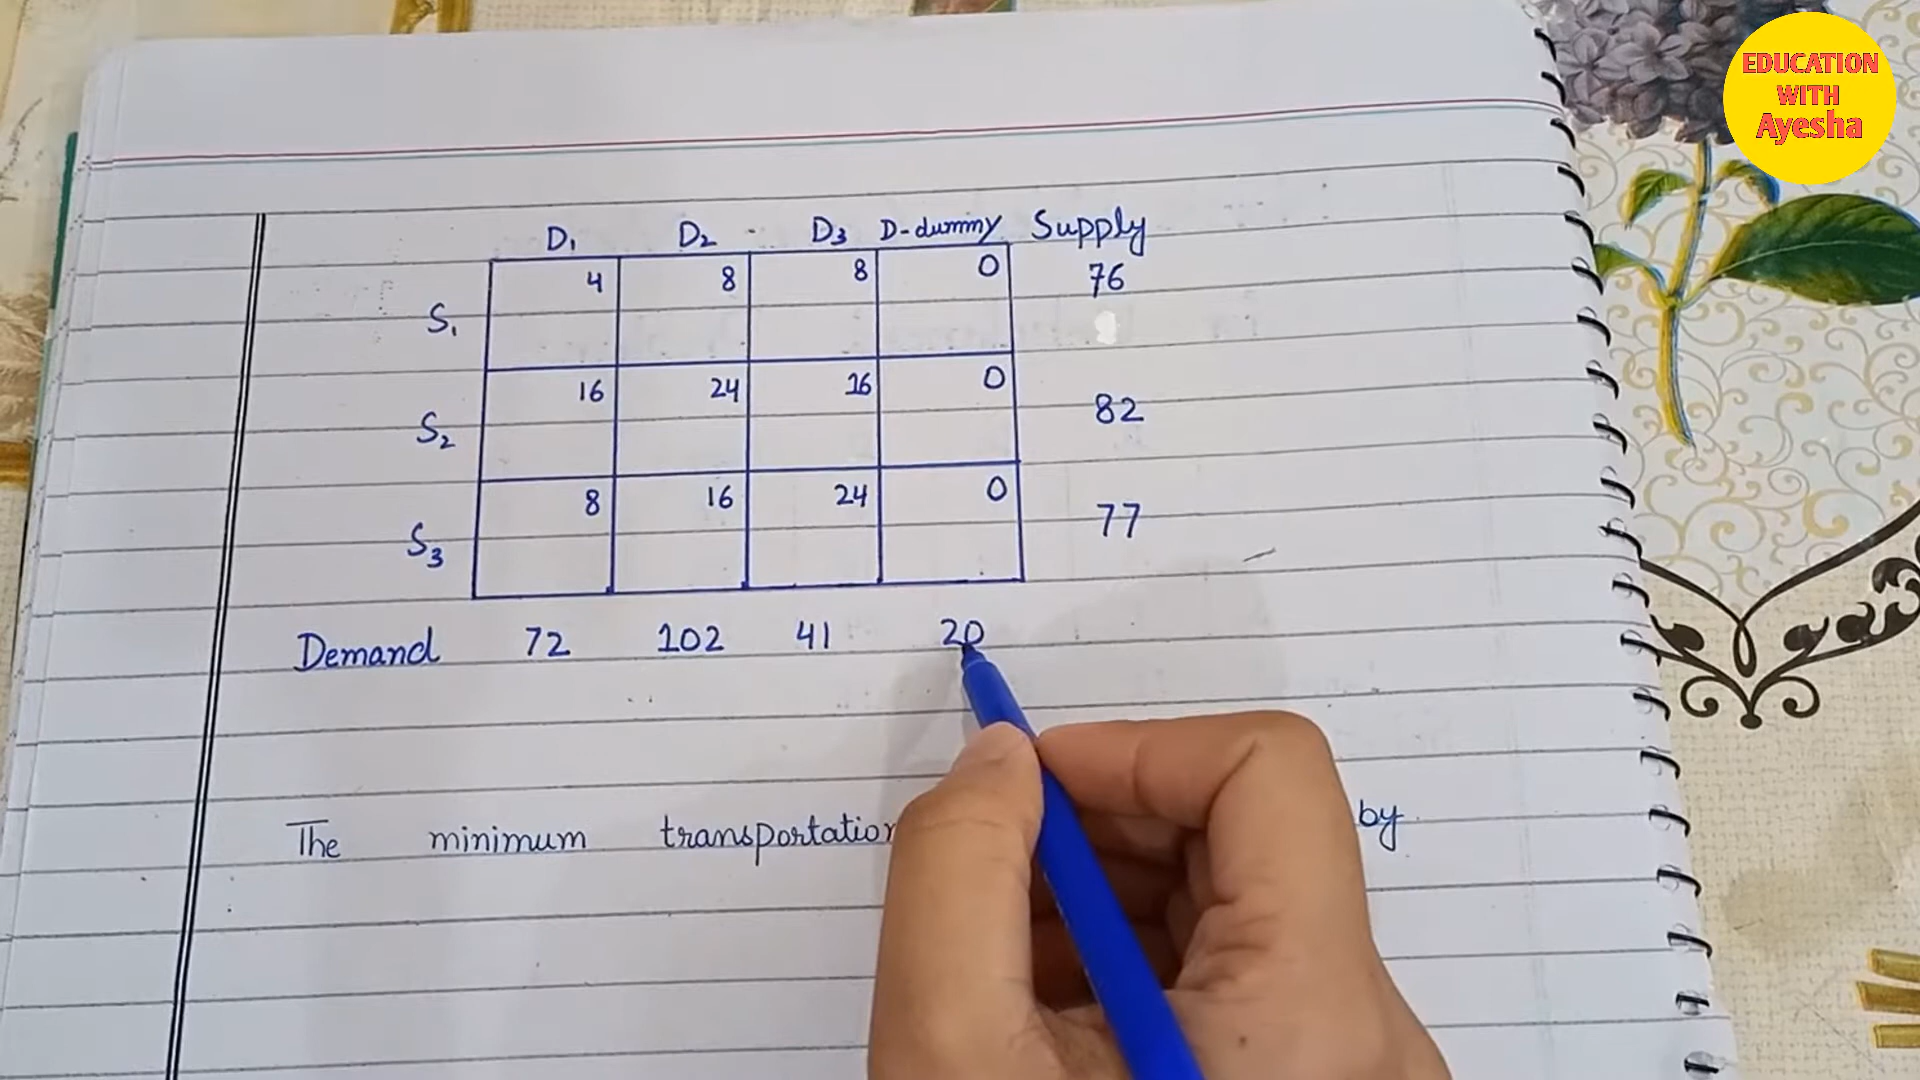 EDUCATION
WITH
Ayesha
D₁ D₂ D₃ D-dummy Supply
4 8 8 0 76
S₁
16 24 16 0 82
S₂
8 16 24 0 77
S₃
Demand 72 102 41 20
The minimum transportation by